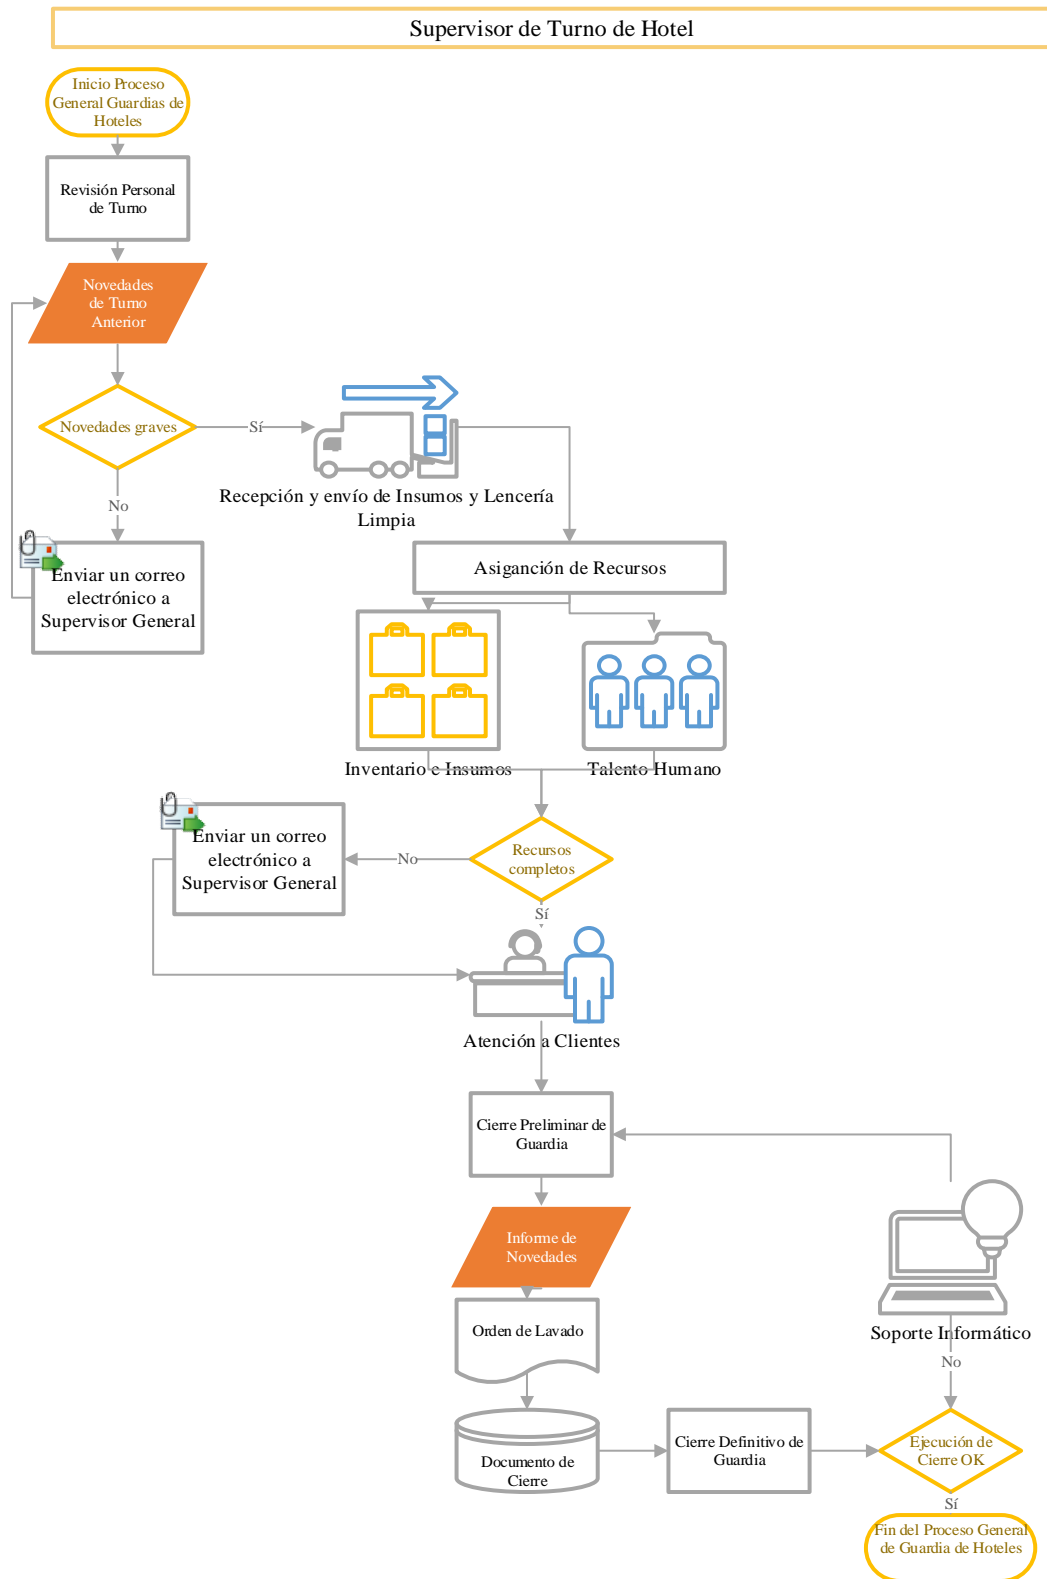 Supervisor de Turno de Hotel
Inicio Proceso
General Guardias de
Hoteles
Revisión Personal
de Turno
Novedades
de Turno
Anterior
Novedades graves
Sí
No
Recepción y envío de Insumos y Lencería
Limpia
Enviar un correo
electrónico a
Supervisor General
Asiganción de Recursos
Inventario e Insumos
Talento Humano
Enviar un correo
electrónico a
Supervisor General
No
Recursos
completos
Sí
Atención a Clientes
Cierre Preliminar de
Guardia
Informe de
Novedades
Orden de Lavado
Soporte Informático
No
Documento de
Cierre
Cierre Definitivo de
Guardia
Ejecución de
Cierre OK
Sí
Fin del Proceso General
de Guardia de Hoteles